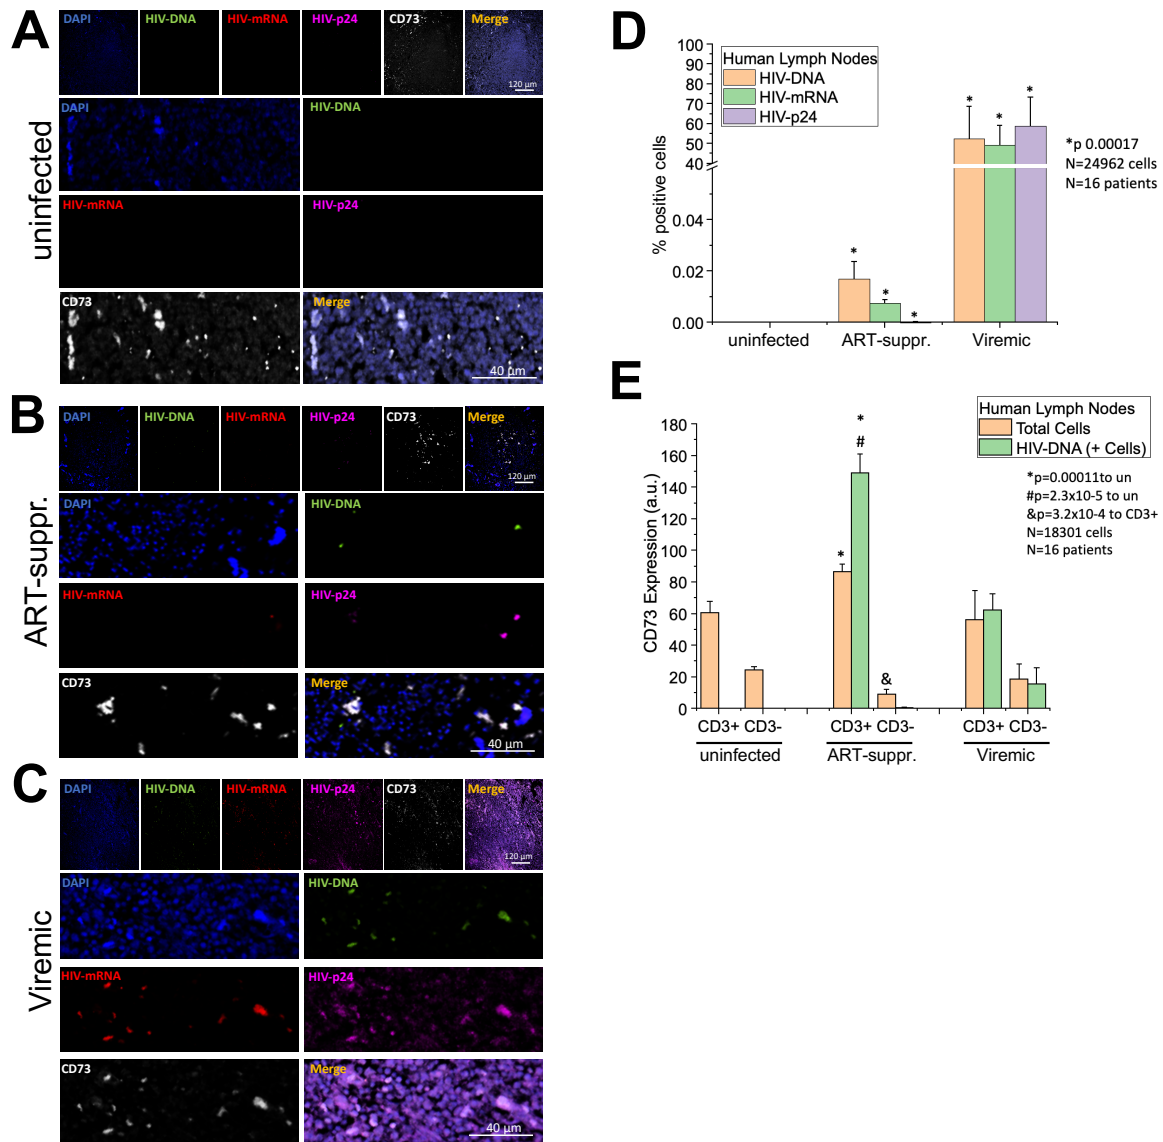 A
uninfected
DAPI HIV-DNA HIV-mRNA HIV-p24 CD73 Merge
120 µm
DAPI HIV-DNA
HIV-mRNA HIV-p24
CD73 Merge
40 µm
B
ART-suppr.
DAPI HIV-DNA HIV-mRNA HIV-p24 CD73 Merge
120 µm
DAPI HIV-DNA
HIV-mRNA HIV-p24
CD73 Merge
40 µm
C
Viremic
DAPI HIV-DNA HIV-mRNA HIV-p24 CD73 Merge
120 µm
DAPI HIV-DNA
HIV-mRNA HIV-p24
CD73 Merge
40 µm
D
% positive cells
100
90
80
70
60
50
40
0.04
0.02
0.00
Human Lymph Nodes
HIV-DNA
HIV-mRNA
HIV-p24
* * *
* * *
*p 0.00017
N=24962 cells
N=16 patients
uninfected ART-suppr. Viremic
E
CD73 Expression (a.u.)
180
160
140
120
100
80
60
40
20
0
Human Lymph Nodes
Total Cells
HIV-DNA (+ Cells)
*p=0.00011to un
#p=2.3x10-5 to un
&p=3.2x10-4 to CD3+
N=18301 cells
N=16 patients
*
#
*
&
CD3+ CD3- CD3+ CD3- CD3+ CD3-
uninfected ART-suppr. Viremic